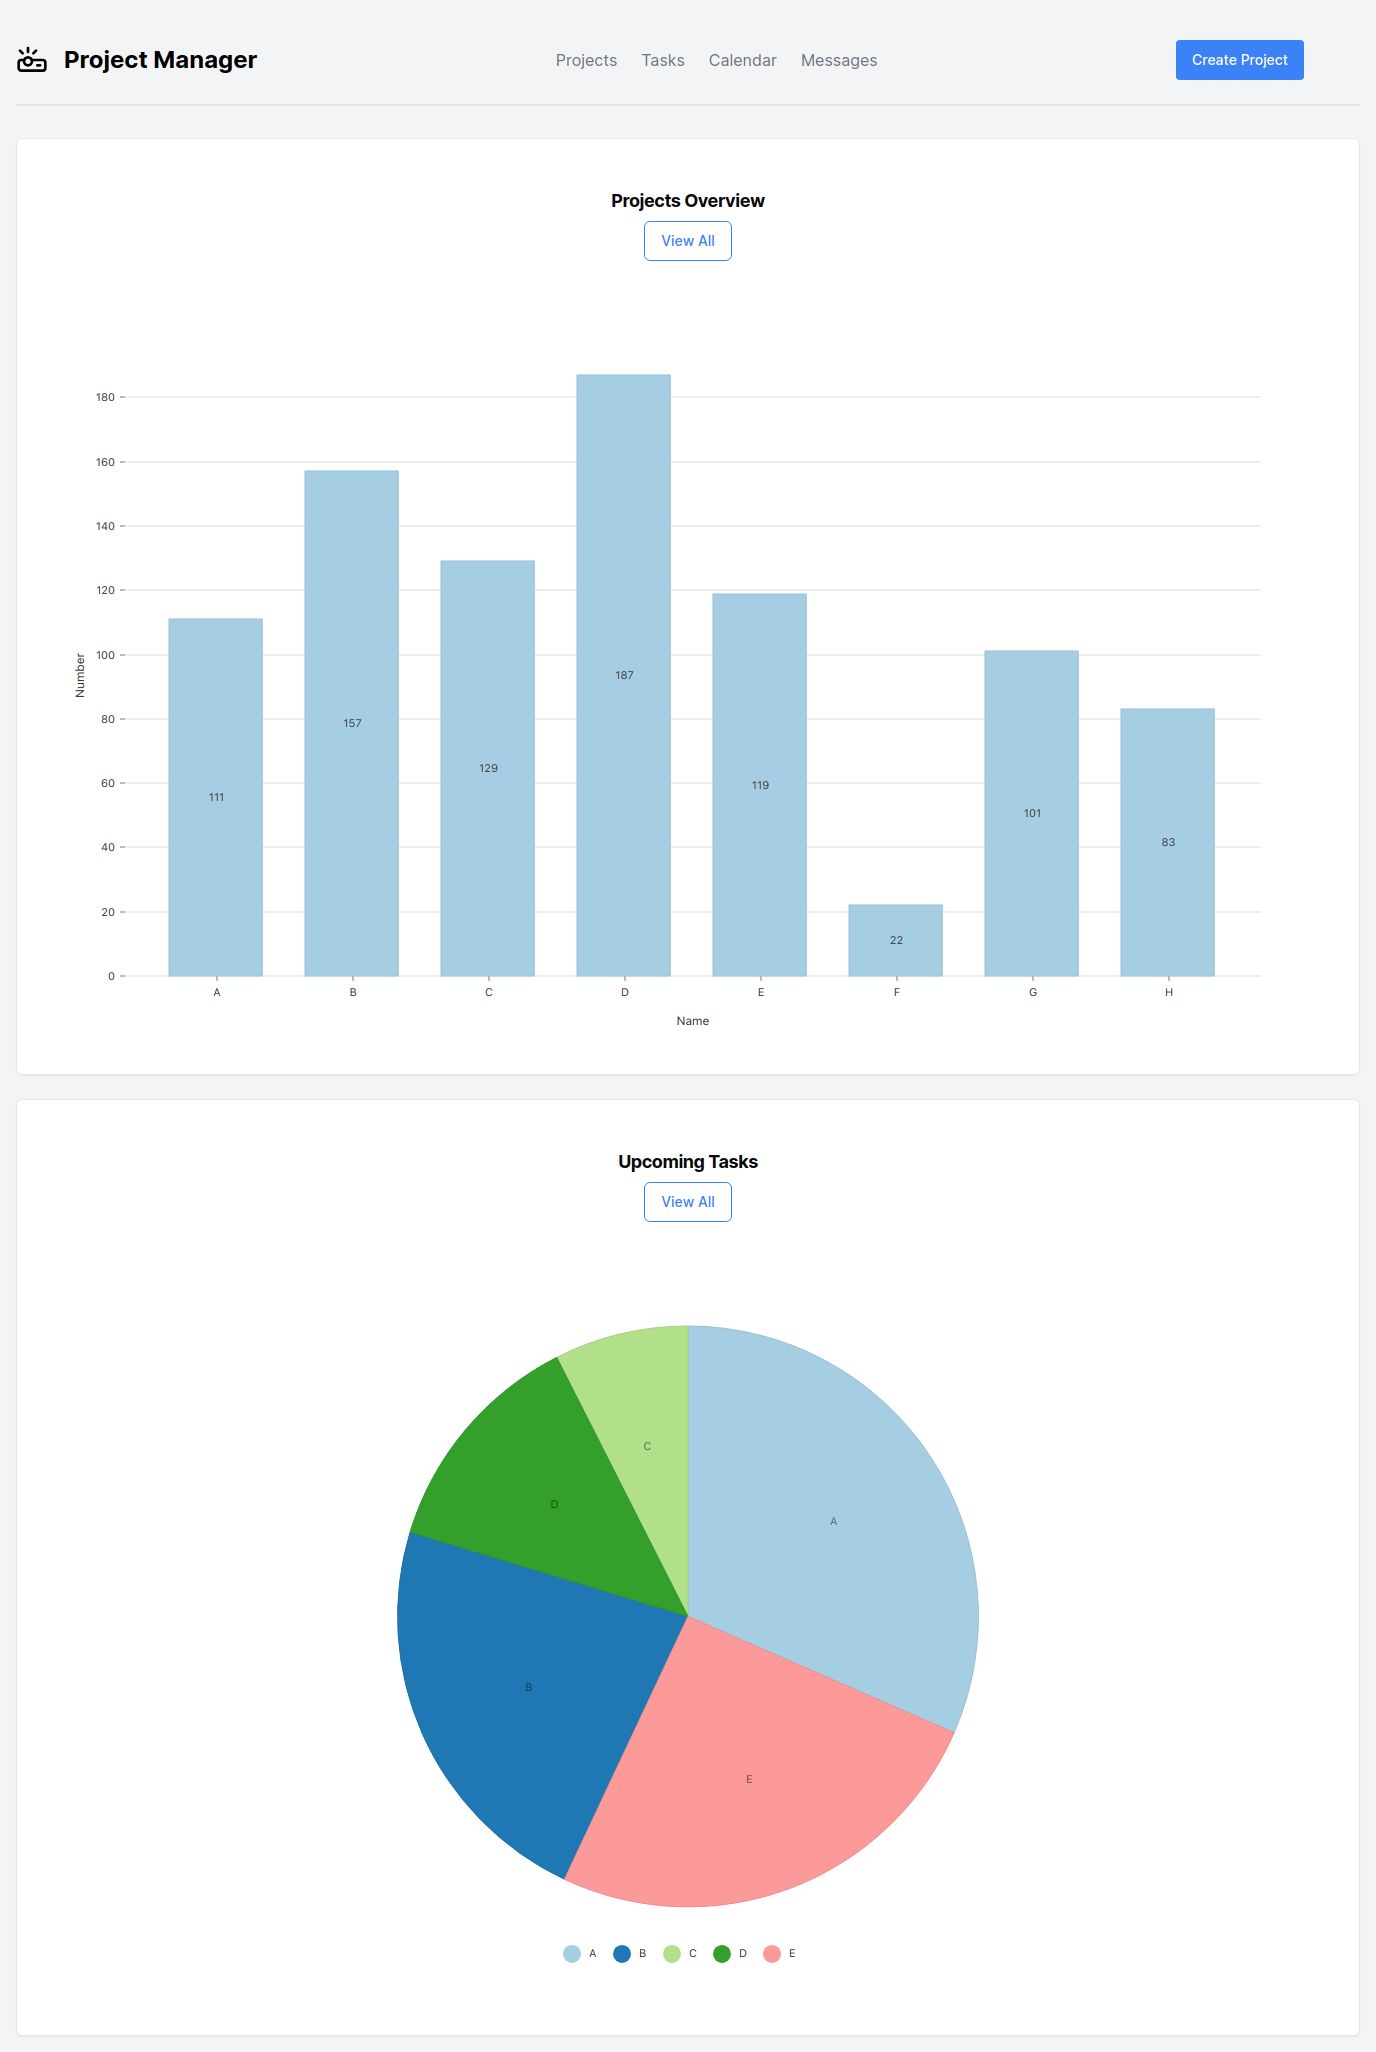 Project Manager
Projects Tasks Calendar Messages
Create Project
Projects Overview
View All
180
160
140
120
100
80
60
40
20
0
Number
111
157
129
187
119
22
101
83
A B C D E F G H
Name
Upcoming Tasks
View All
C
A
D
B
E
A B C D E